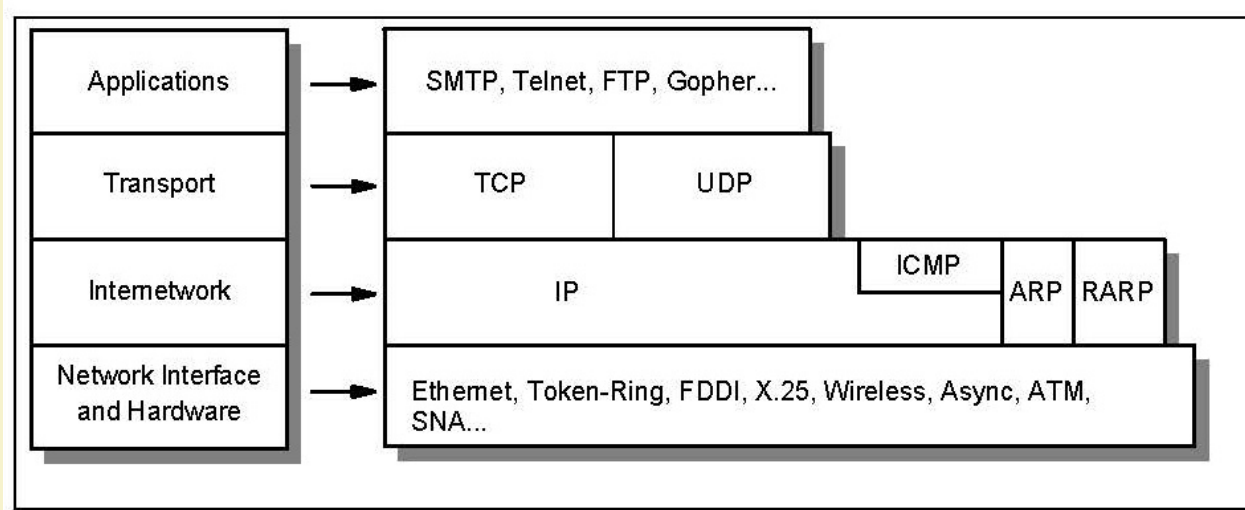 Applications
SMTP, Telnet, FTP, Gopher...
Transport
TCP
UDP
Internetwork
IP
ICMP
ARP
RARP
Network Interface
and Hardware
Ethernet, Token-Ring, FDDI, X.25, Wireless, Async, ATM,
SNA...